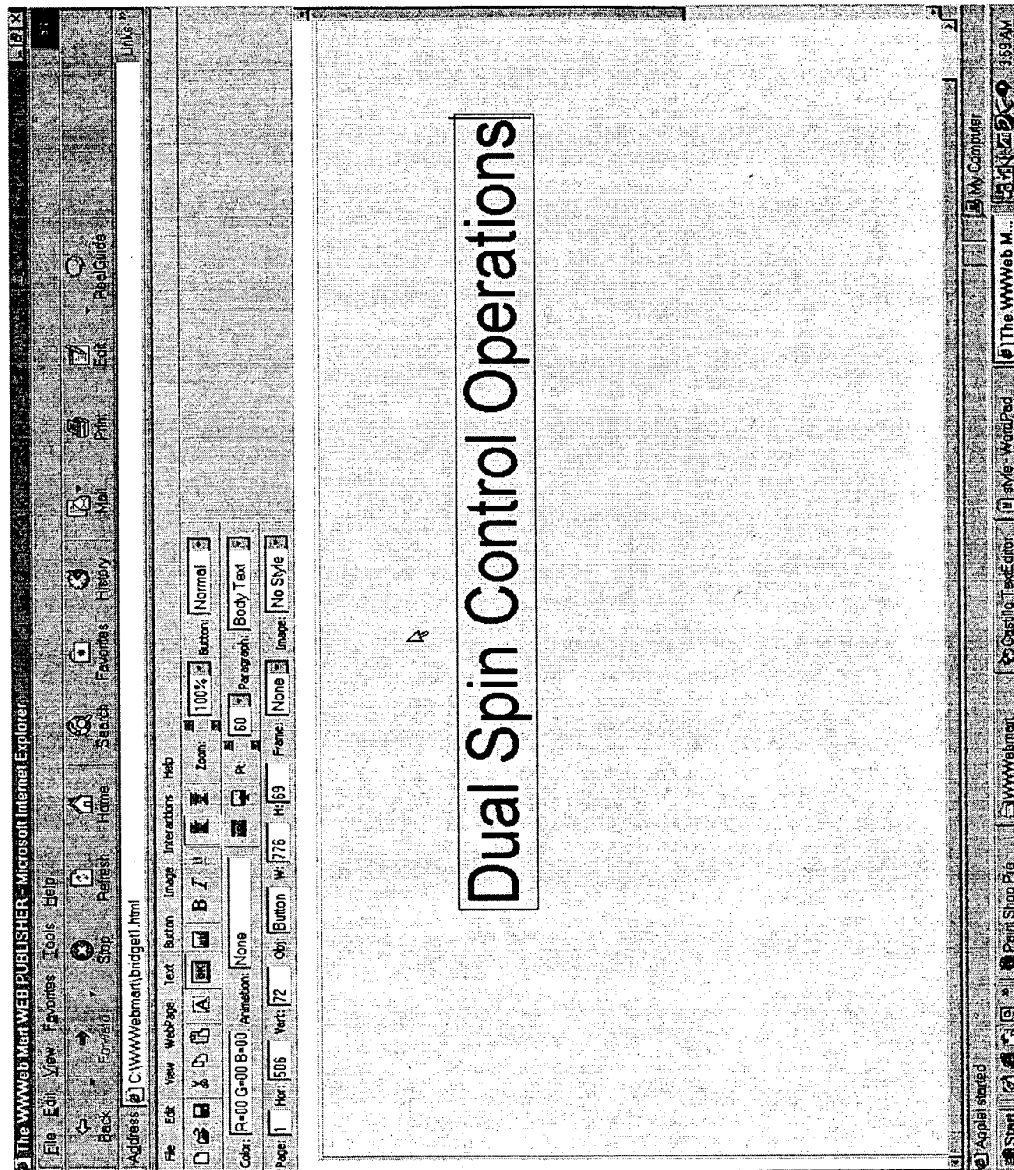 The WWWeb Mart WEB PUBLISHER - Microsoft Internet Explorer
File Edit View Favorites Tools Help
Back Forward Stop Refresh Home Search Favorites History Mail Print Edit RealGuide
Address C:\WWWebmart\bridget1.html Links »
File Edit View WebPage Text Button Image Interactions Help
A B I U Zoom: 100% Button: Normal
Color: R=00 G=00 B=00 Animation: None Pt: 60 Paragraph: Body Text
Page: 1 Hor: 506 Vert: 72 Obj: Button W: 776 H: 69 Frame: None Image: No Style
Dual Spin Control Operations
Applet started My Computer
Start » Paint Shop Pro WWWebmart TextEditor style - WordPad The WWWeb M... AM